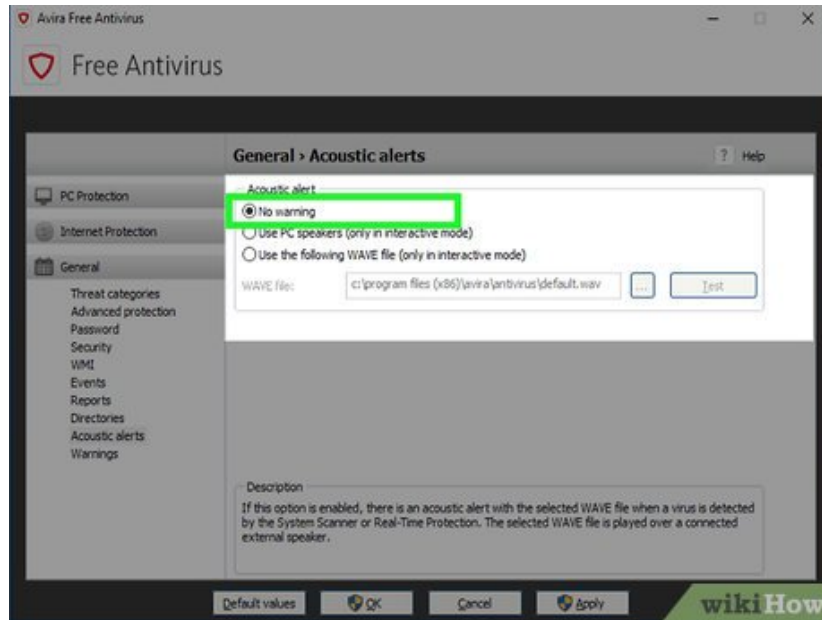 Avira Free Antivirus
Free Antivirus
General › Acoustic alerts
? Help
PC Protection
Internet Protection
General
Threat categories
Advanced protection
Password
Security
WMI
Events
Reports
Directories
Acoustic alerts
Warnings
Acoustic alert
No warning
Use PC speakers (only in interactive mode)
Use the following WAVE file (only in interactive mode)
WAVE file:
c:\program files (x86)\avira\antivirus\default.wav
...
Test
Description
If this option is enabled, there is an acoustic alert with the selected WAVE file when a virus is detected
by the System Scanner or Real-Time Protection. The selected WAVE file is played over a connected
external speaker.
Default values
OK
Cancel
Apply
wikiHow